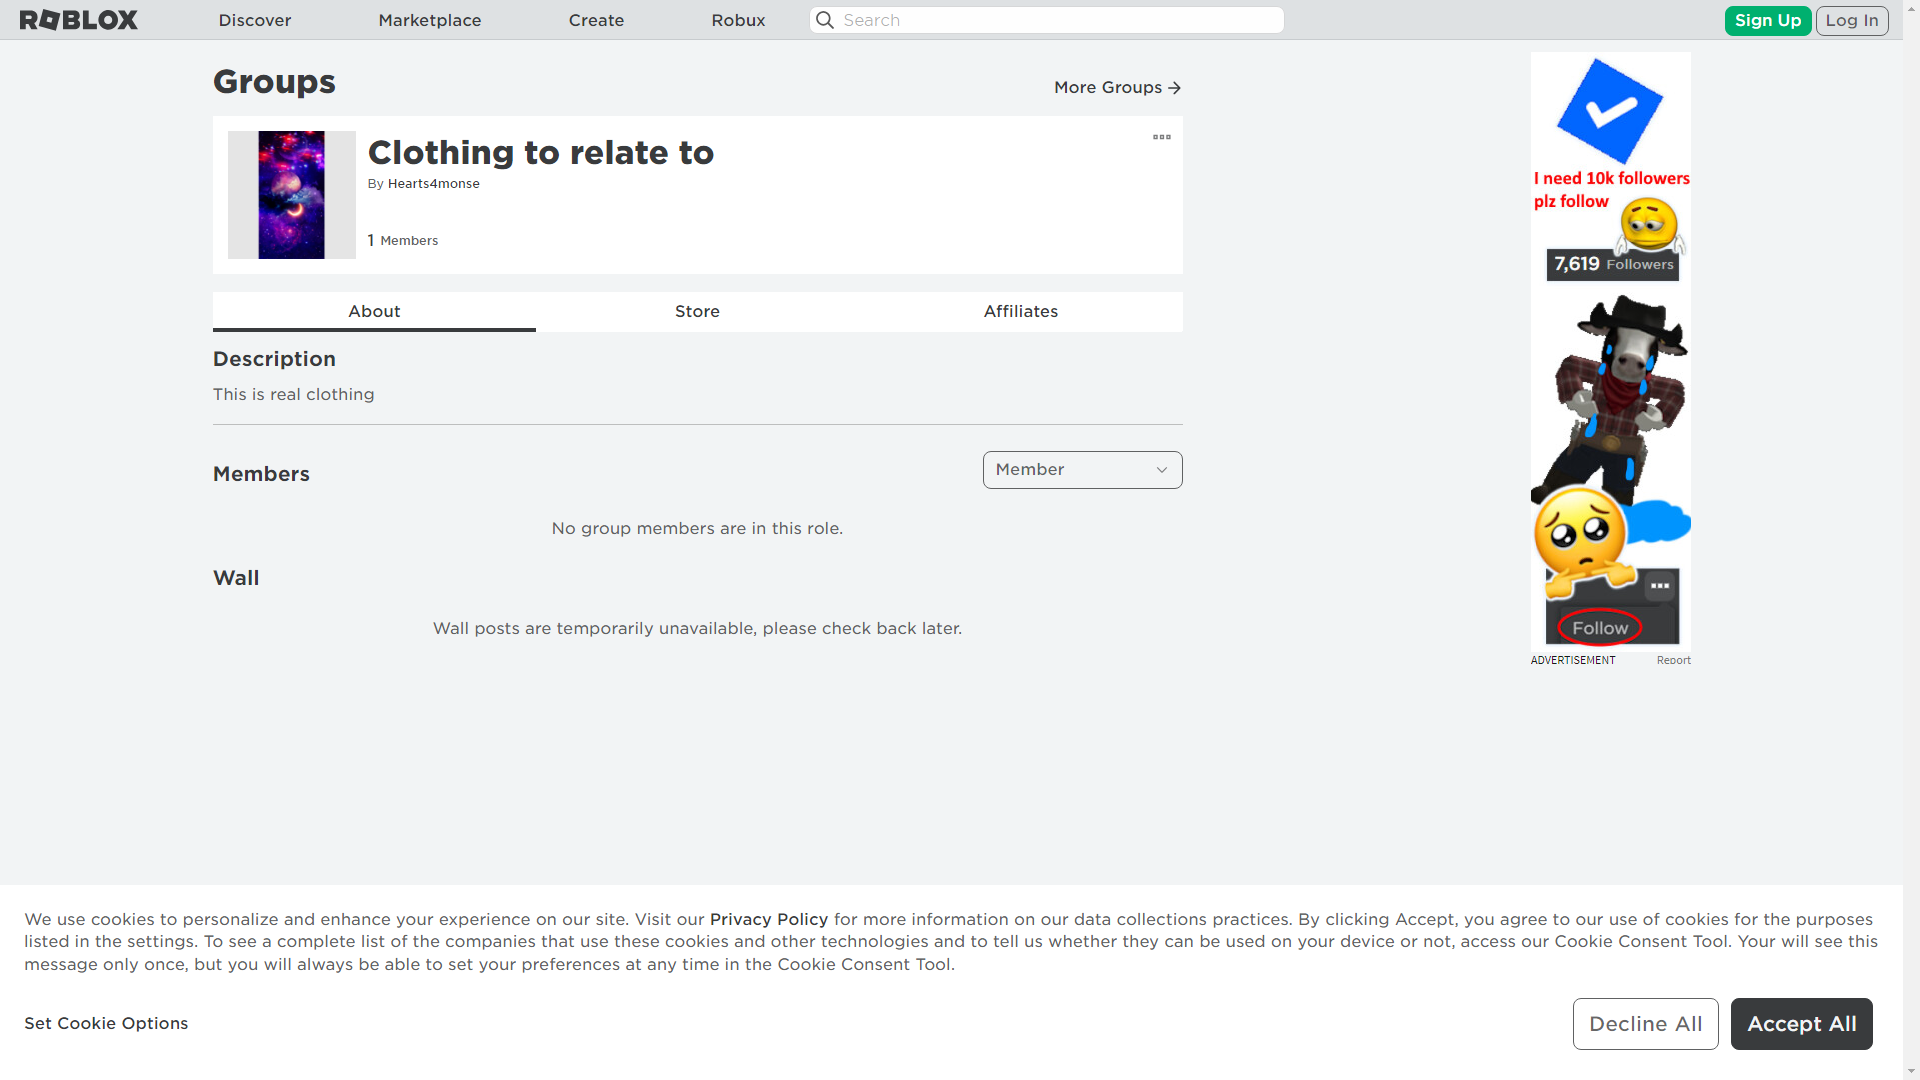 ROBLOX
Discover
Marketplace
Create
Robux
Search
Sign Up
Log In
Groups
More Groups
Clothing to relate to
By Hearts4monse
1 Members
About
Store
Affiliates
Description
This is real clothing
Members
Member
No group members are in this role.
Wall
Wall posts are temporarily unavailable, please check back later.
I need 10k followers
plz follow
7,619 Followers
Follow
ADVERTISEMENT
Report
We use cookies to personalize and enhance your experience on our site. Visit our Privacy Policy for more information on our data collections practices. By clicking Accept, you agree to our use of cookies for the purposes
listed in the settings. To see a complete list of the companies that use these cookies and other technologies and to tell us whether they can be used on your device or not, access our Cookie Consent Tool. Your will see this
message only once, but you will always be able to set your preferences at any time in the Cookie Consent Tool.
Set Cookie Options
Decline All
Accept All